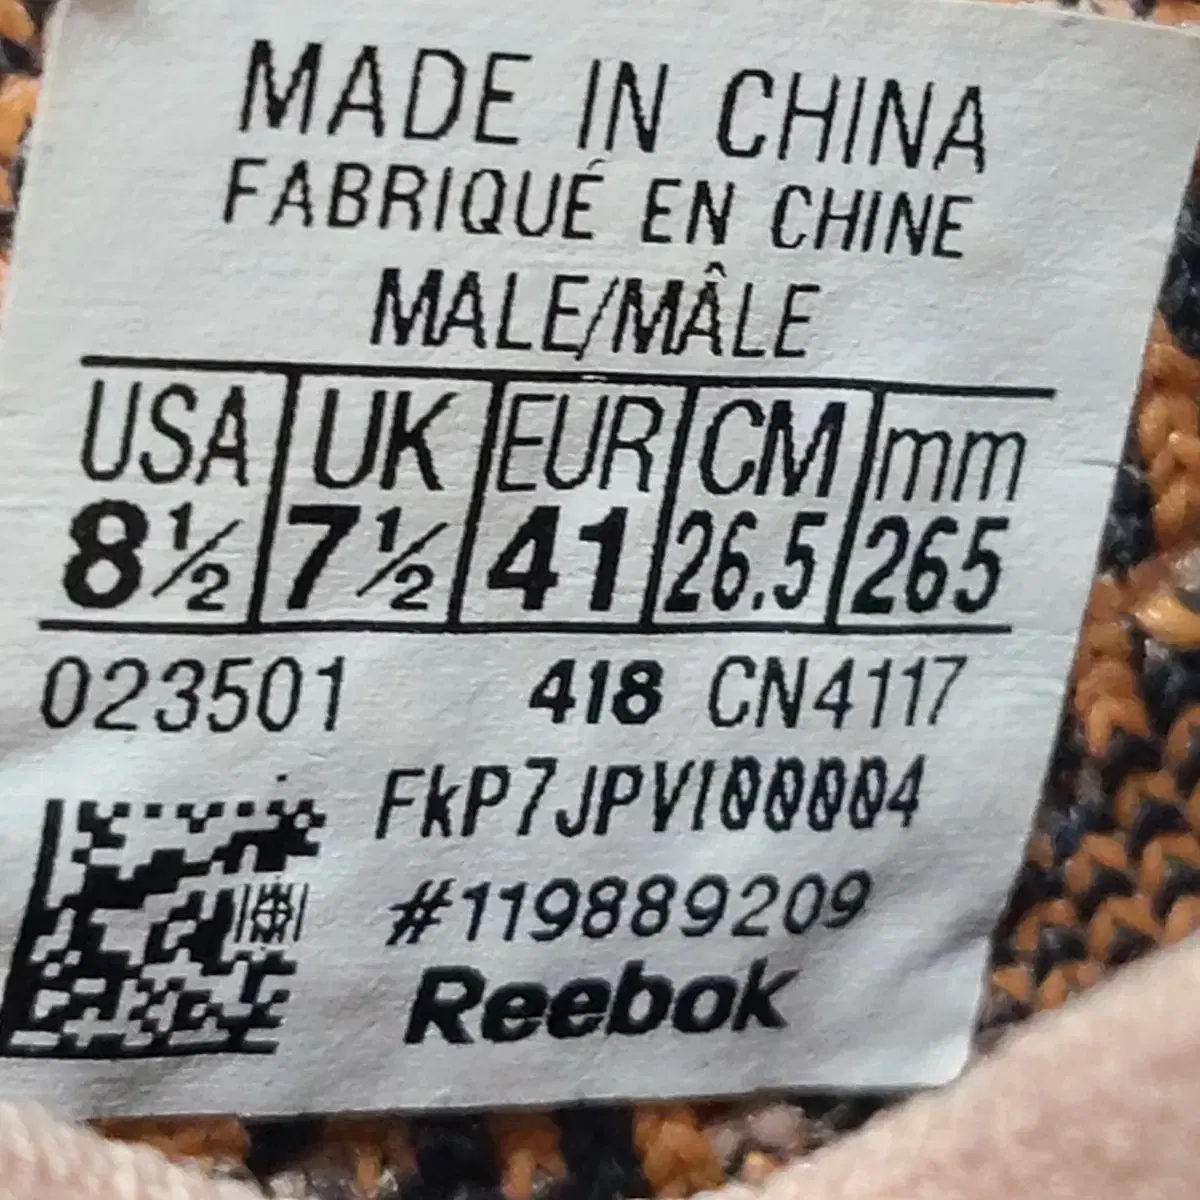 MADE IN CHINA
FABRIQUÉ EN CHINE
MALE/MÂLE
USA UK EUR CM mm
8½ 7½ 41 26.5 265
023501 418 CN4117
FkP7JPVI00004
#119889209
Reebok